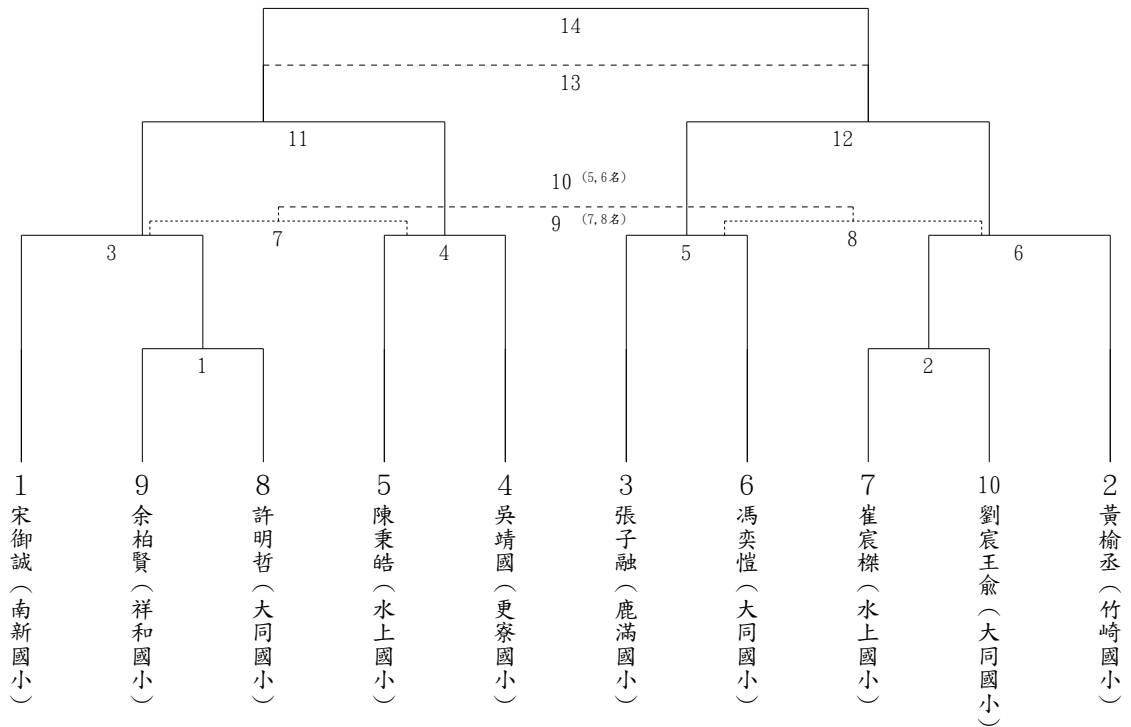 14
13
11
12
10 (5,6名)
9 (7,8名)
7
8
3
4
5
6
1
2
1 宋御誠(南新國小)
9 余柏賢(祥和國小)
8 許明哲(大同國小)
5 陳秉皓(水上國小)
4 吳靖國(更寮國小)
3 張子融(鹿滿國小)
6 馮奕愷(大同國小)
7 崔宸榤(水上國小)
10 劉宸王俞(大同國小)
2 黃榆丞(竹崎國小)